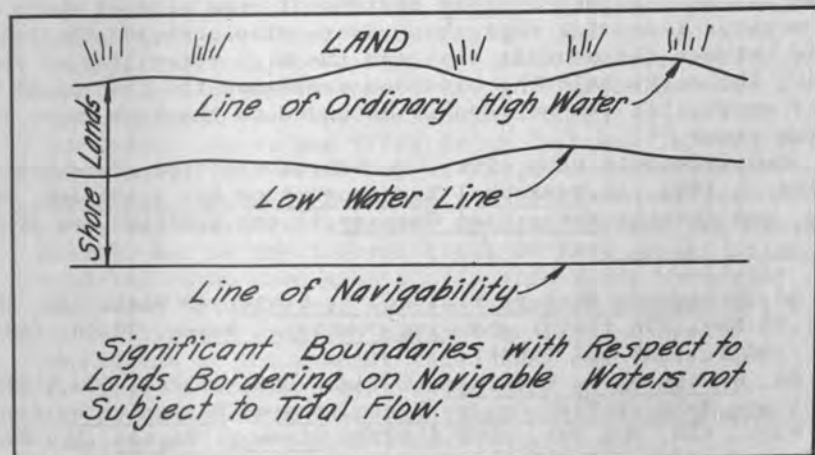 LAND
Line of Ordinary High Water
Shore Lands
Low Water Line
Line of Navigability
Significant Boundaries with Respect to
Lands Bordering on Navigable Waters not
Subject to Tidal Flow.